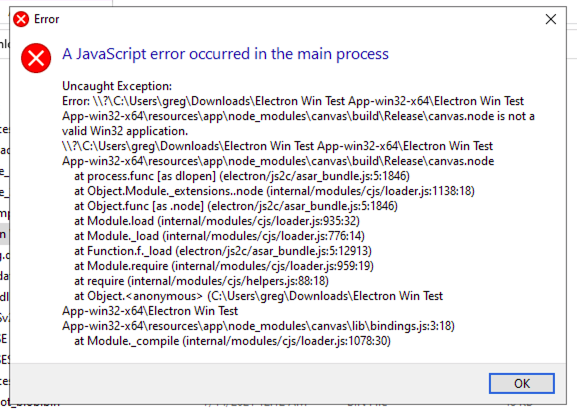 Error
A JavaScript error occurred in the main process
Uncaught Exception:
Error: \\?\C:\Users\greg\Downloads\Electron Win Test App-win32-x64\Electron Win Test
App-win32-x64\resources\app\node_modules\canvas\build\Release\canvas.node is not a
valid Win32 application.
\\?\C:\Users\greg\Downloads\Electron Win Test App-win32-x64\Electron Win Test
App-win32-x64\resources\app\node_modules\canvas\build\Release\canvas.node
at process.func [as dlopen] (electron/js2c/asar_bundle.js:5:1846)
at Object.Module._extensions..node (internal/modules/cjs/loader.js:1138:18)
at Object.func [as .node] (electron/js2c/asar_bundle.js:5:1846)
at Module.load (internal/modules/cjs/loader.js:935:32)
at Module._load (internal/modules/cjs/loader.js:776:14)
at Function.f._load (electron/js2c/asar_bundle.js:5:12913)
at Module.require (internal/modules/cjs/loader.js:959:19)
at require (internal/modules/cjs/helpers.js:88:18)
at Object.<anonymous> (C:\Users\greg\Downloads\Electron Win Test
App-win32-x64\Electron Win Test
App-win32-x64\resources\app\node_modules\canvas\lib\bindings.js:3:18)
at Module._compile (internal/modules/cjs/loader.js:1078:30)
OK